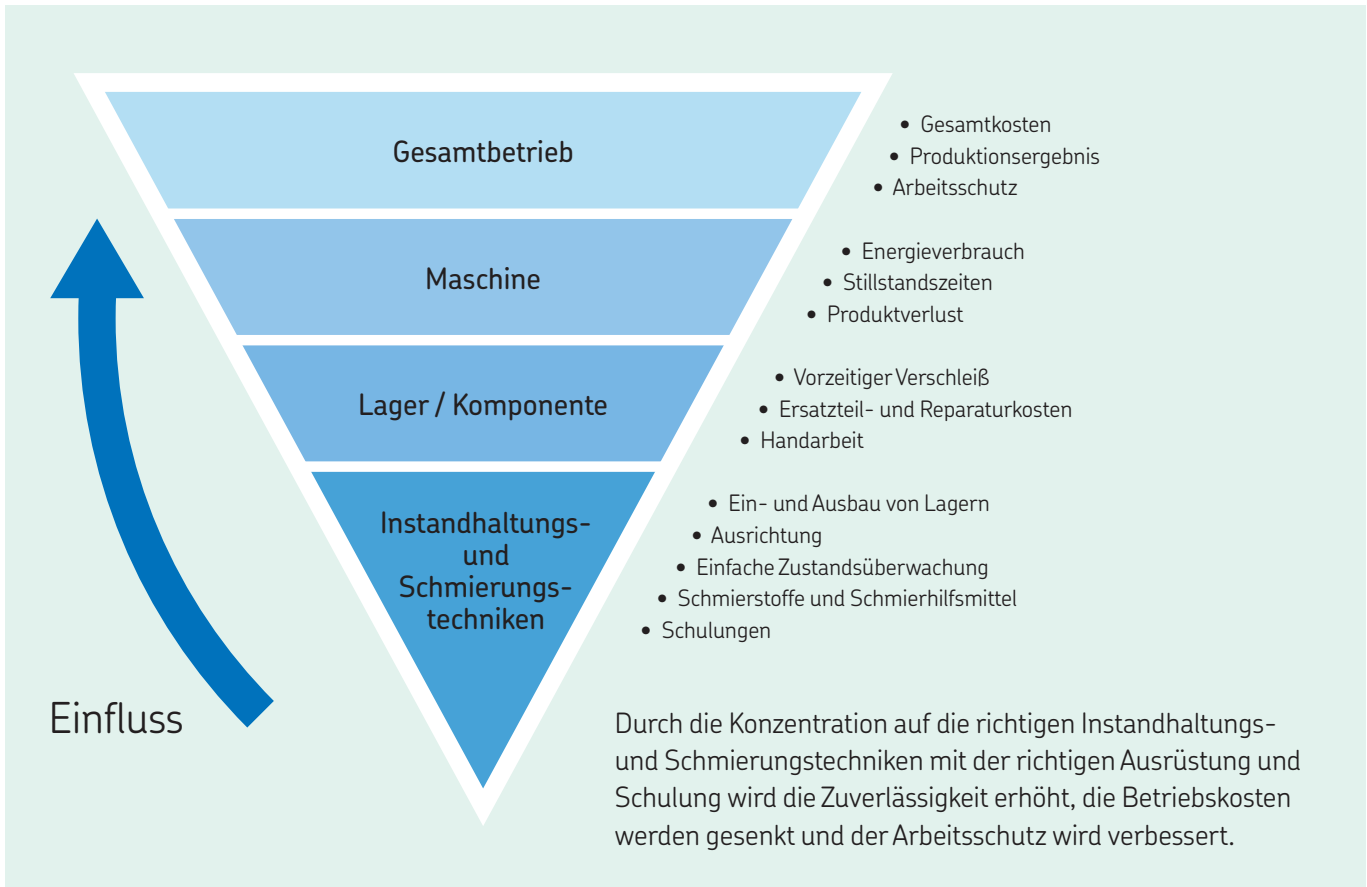 Gesamtbetrieb
• Gesamtkosten
• Produktionsergebnis
• Arbeitsschutz
Maschine
• Energieverbrauch
• Stillstandszeiten
• Produktverlust
Lager / Komponente
• Vorzeitiger Verschleiß
• Ersatzteil- und Reparaturkosten
• Handarbeit
Instandhaltungs-
und
Schmierungs-
techniken
• Ein- und Ausbau von Lagern
• Ausrichtung
• Einfache Zustandsüberwachung
• Schmierstoffe und Schmierhilfsmittel
• Schulungen
Einfluss
Durch die Konzentration auf die richtigen Instandhaltungs-
und Schmierungstechniken mit der richtigen Ausrüstung und
Schulung wird die Zuverlässigkeit erhöht, die Betriebskosten
werden gesenkt und der Arbeitsschutz wird verbessert.